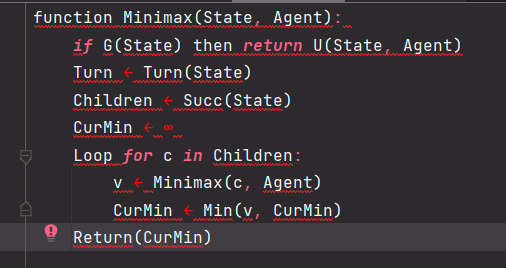 function Minimax(State, Agent):
if G(State) then return U(State, Agent)
Turn ← Turn(State)
Children ← Succ(State)
CurMin ← ∞
Loop for c in Children:
v ← Minimax(c, Agent)
CurMin ← Min(v, CurMin)
Return(CurMin)